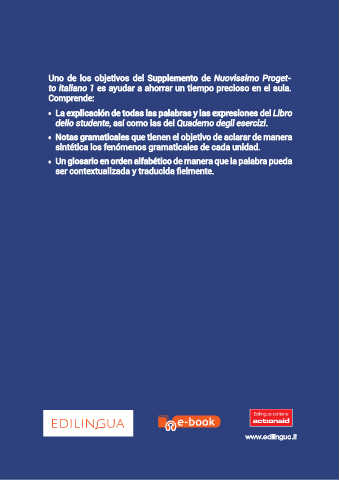 Uno de los objetivos del Supplemento de Nuovissimo Proget-
to italiano 1 es ayudar a ahorrar un tiempo precioso en el aula.
Comprende:
• La explicación de todas las palabras y las expresiones del Libro
dello studente, así como las del Quaderno degli esercizi.
• Notas gramaticales que tienen el objetivo de aclarar de manera
sintética los fenómenos gramaticales de cada unidad.
• Un glosario en orden alfabético de manera que la palabra pueda
ser contextualizada y traducida fielmente.
EDILINGUA
e-book
Edilingua sostiene
actionaid
www.edilingua.it